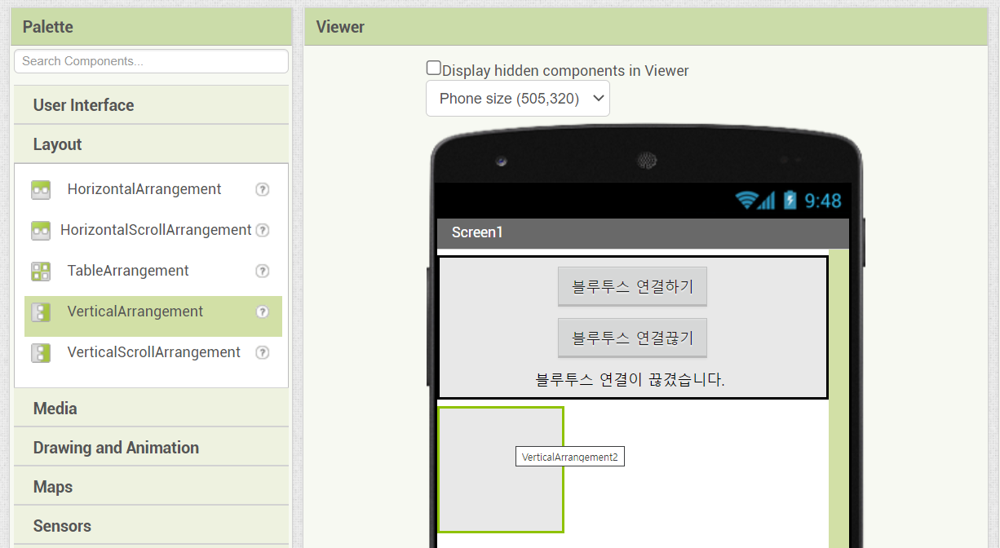 Palette
Search Components...
User Interface
Layout
HorizontalArrangement ?
HorizontalScrollArrangement ?
TableArrangement ?
VerticalArrangement ?
VerticalScrollArrangement ?
Media
Drawing and Animation
Maps
Sensors
Viewer
Display hidden components in Viewer
Phone size (505,320)
9:48
Screen1
블루투스 연결하기
블루투스 연결끊기
블루투스 연결이 끊겼습니다.
VerticalArrangement2